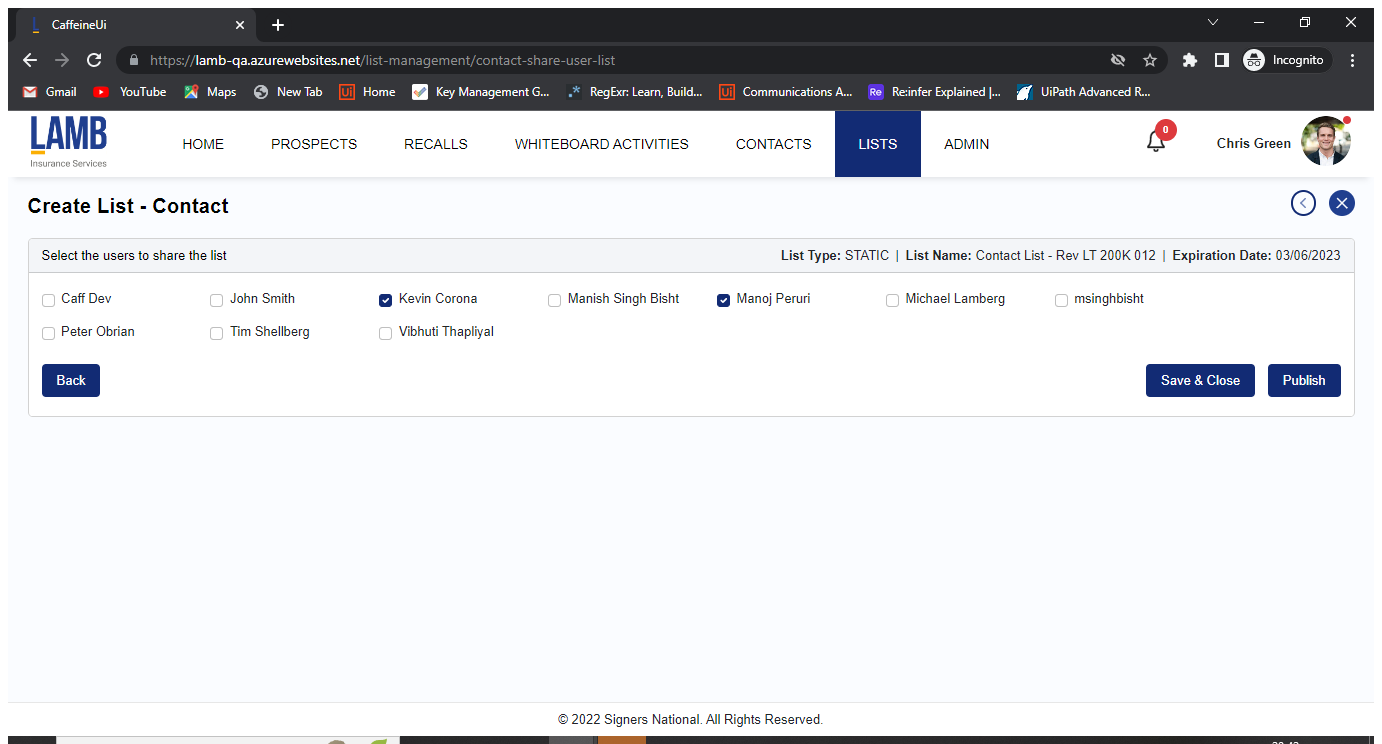 CaffeineUi
https://lamb-qa.azurewebsites.net/list-management/contact-share-user-list
Incognito
Gmail
YouTube
Maps
New Tab
Ui Home
Key Management G...
.* RegExr: Learn, Build...
Ui Communications A...
Re Reinfer Explained |...
UiPath Advanced R...
LAMB
Insurance Services
HOME
PROSPECTS
RECALLS
WHITEBOARD ACTIVITIES
CONTACTS
LISTS
ADMIN
0
Chris Green
Create List - Contact
Select the users to share the list
List Type: STATIC | List Name: Contact List - Rev LT 200K 012 | Expiration Date: 03/06/2023
Caff Dev
John Smith
Kevin Corona
Manish Singh Bisht
Manoj Peruri
Michael Lamberg
msinghbisht
Peter Obrian
Tim Shellberg
Vibhuti Thapliyal
Back
Save & Close
Publish
© 2022 Signers National. All Rights Reserved.